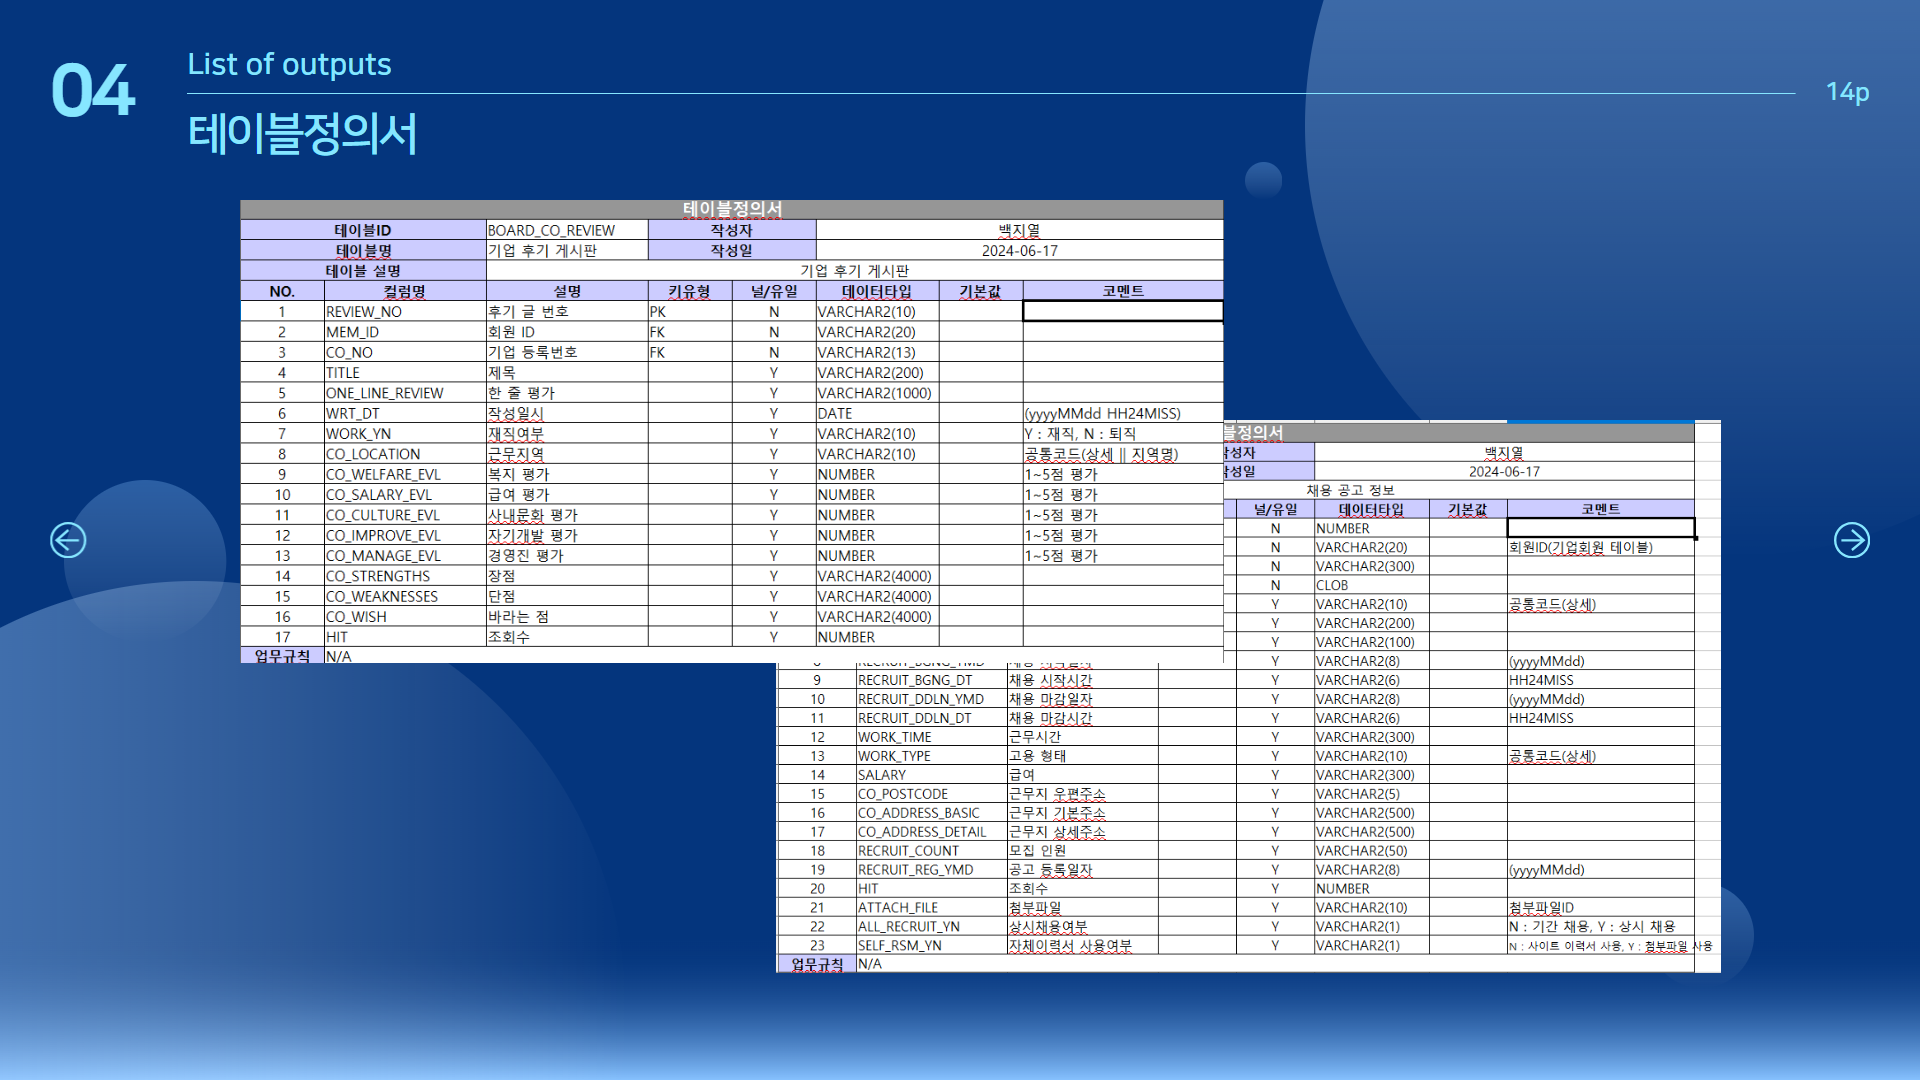 04
List of outputs
14p
테이블정의서
테이블정의서
테이블ID BOARD_CO_REVIEW 작성자 백지열
테이블명 기업 후기 게시판 작성일 2024-06-17
테이블 설명 기업 후기 게시판
NO. 컬럼명 설명 키유형 널/유일 데이터타입 기본값 코멘트
1 REVIEW_NO 후기 글 번호 PK N VARCHAR2(10)
2 MEM_ID 회원 ID FK N VARCHAR2(20)
3 CO_NO 기업 등록번호 FK N VARCHAR2(13)
4 TITLE 제목 Y VARCHAR2(200)
5 ONE_LINE_REVIEW 한 줄 평가 Y VARCHAR2(1000)
6 WRT_DT 작성일시 Y DATE (yyyyMMdd HH24MISS)
7 WORK_YN 재직여부 Y VARCHAR2(10) Y : 재직, N : 퇴직
8 CO_LOCATION 근무지역 Y VARCHAR2(10) 공통코드(상세 || 지역명)
9 CO_WELFARE_EVL 복지 평가 Y NUMBER 1~5점 평가
10 CO_SALARY_EVL 급여 평가 Y NUMBER 1~5점 평가
11 CO_CULTURE_EVL 사내문화 평가 Y NUMBER 1~5점 평가
12 CO_IMPROVE_EVL 자기개발 평가 Y NUMBER 1~5점 평가
13 CO_MANAGE_EVL 경영진 평가 Y NUMBER 1~5점 평가
14 CO_STRENGTHS 장점 Y VARCHAR2(4000)
15 CO_WEAKNESSES 단점 Y VARCHAR2(4000)
16 CO_WISH 바라는 점 Y VARCHAR2(4000)
17 HIT 조회수 Y NUMBER
업무규칙 N/A
블정의서
작성자 백지열
작성일 2024-06-17
채용 공고 정보
널/유일 데이터타입 기본값 코멘트
N NUMBER
N VARCHAR2(20) 회원ID(기업회원 테이블)
N VARCHAR2(300)
N CLOB
Y VARCHAR2(10) 공통코드(상세)
Y VARCHAR2(200)
Y VARCHAR2(100)
8 RECRUIT_BGNG_YMD 채용 시작일자 Y VARCHAR2(8) (yyyyMMdd)
9 RECRUIT_BGNG_DT 채용 시작시간 Y VARCHAR2(6) HH24MISS
10 RECRUIT_DDLN_YMD 채용 마감일자 Y VARCHAR2(8) (yyyyMMdd)
11 RECRUIT_DDLN_DT 채용 마감시간 Y VARCHAR2(6) HH24MISS
12 WORK_TIME 근무시간 Y VARCHAR2(300)
13 WORK_TYPE 고용 형태 Y VARCHAR2(10) 공통코드(상세)
14 SALARY 급여 Y VARCHAR2(300)
15 CO_POSTCODE 근무지 우편주소 Y VARCHAR2(5)
16 CO_ADDRESS_BASIC 근무지 기본주소 Y VARCHAR2(500)
17 CO_ADDRESS_DETAIL 근무지 상세주소 Y VARCHAR2(500)
18 RECRUIT_COUNT 모집 인원 Y VARCHAR2(50)
19 RECRUIT_REG_YMD 공고 등록일자 Y VARCHAR2(8) (yyyyMMdd)
20 HIT 조회수 Y NUMBER
21 ATTACH_FILE 첨부파일 Y VARCHAR2(10) 첨부파일ID
22 ALL_RECRUIT_YN 상시채용여부 Y VARCHAR2(1) N : 기간 채용, Y : 상시 채용
23 SELF_RSM_YN 자체이력서 사용여부 Y VARCHAR2(1) N : 사이트 이력서 사용, Y : 첨부파일 사용
업무규칙 N/A